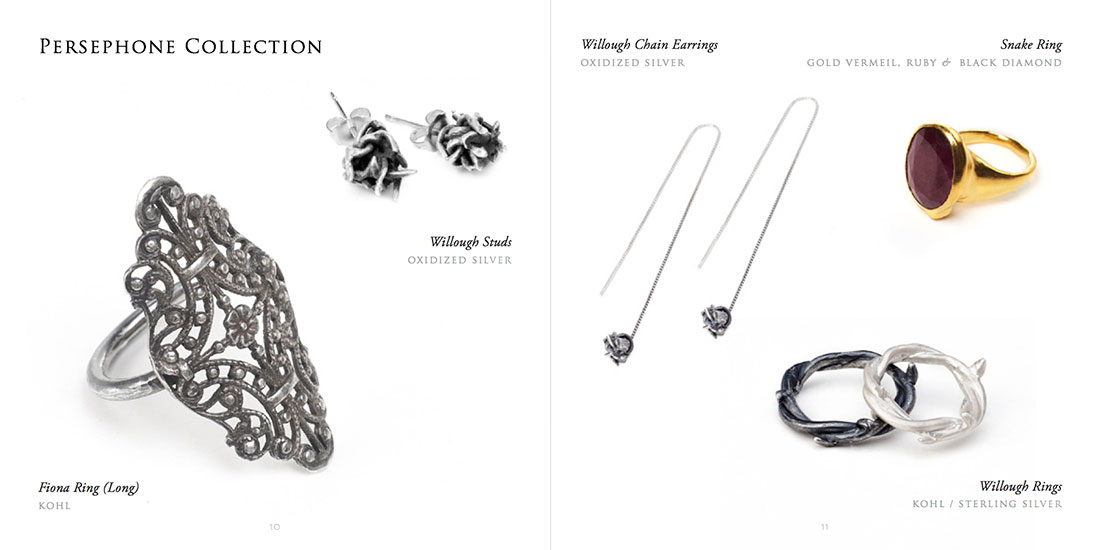 PERSEPHONE COLLECTION
Willough Studs
OXIDIZED SILVER
Fiona Ring (Long)
KOHL
10
Willough Chain Earrings
OXIDIZED SILVER
Snake Ring
GOLD VERMEIL, RUBY & BLACK DIAMOND
Willough Rings
KOHL / STERLING SILVER
11